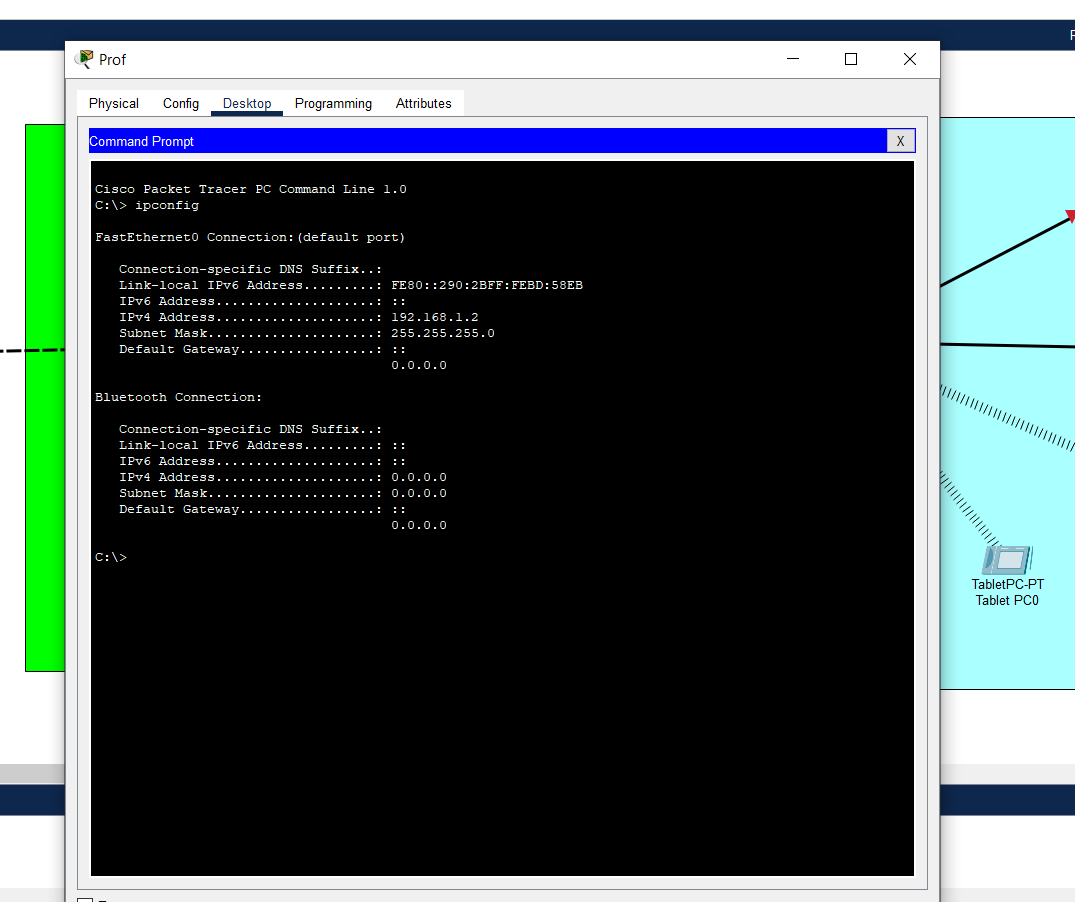 Prof
Physical Config Desktop Programming Attributes
Command Prompt X
Cisco Packet Tracer PC Command Line 1.0
C:\> ipconfig
FastEthernet0 Connection:(default port)
Connection-specific DNS Suffix..:
Link-local IPv6 Address.........: FE80::290:2BFF:FEBD:58EB
IPv6 Address....................: ::
IPv4 Address....................: 192.168.1.2
Subnet Mask.....................: 255.255.255.0
Default Gateway.................: ::
0.0.0.0
Bluetooth Connection:
Connection-specific DNS Suffix..:
Link-local IPv6 Address.........: ::
IPv6 Address....................: ::
IPv4 Address....................: 0.0.0.0
Subnet Mask.....................: 0.0.0.0
Default Gateway.................: ::
0.0.0.0
C:\>
TabletPC-PT
Tablet PC0